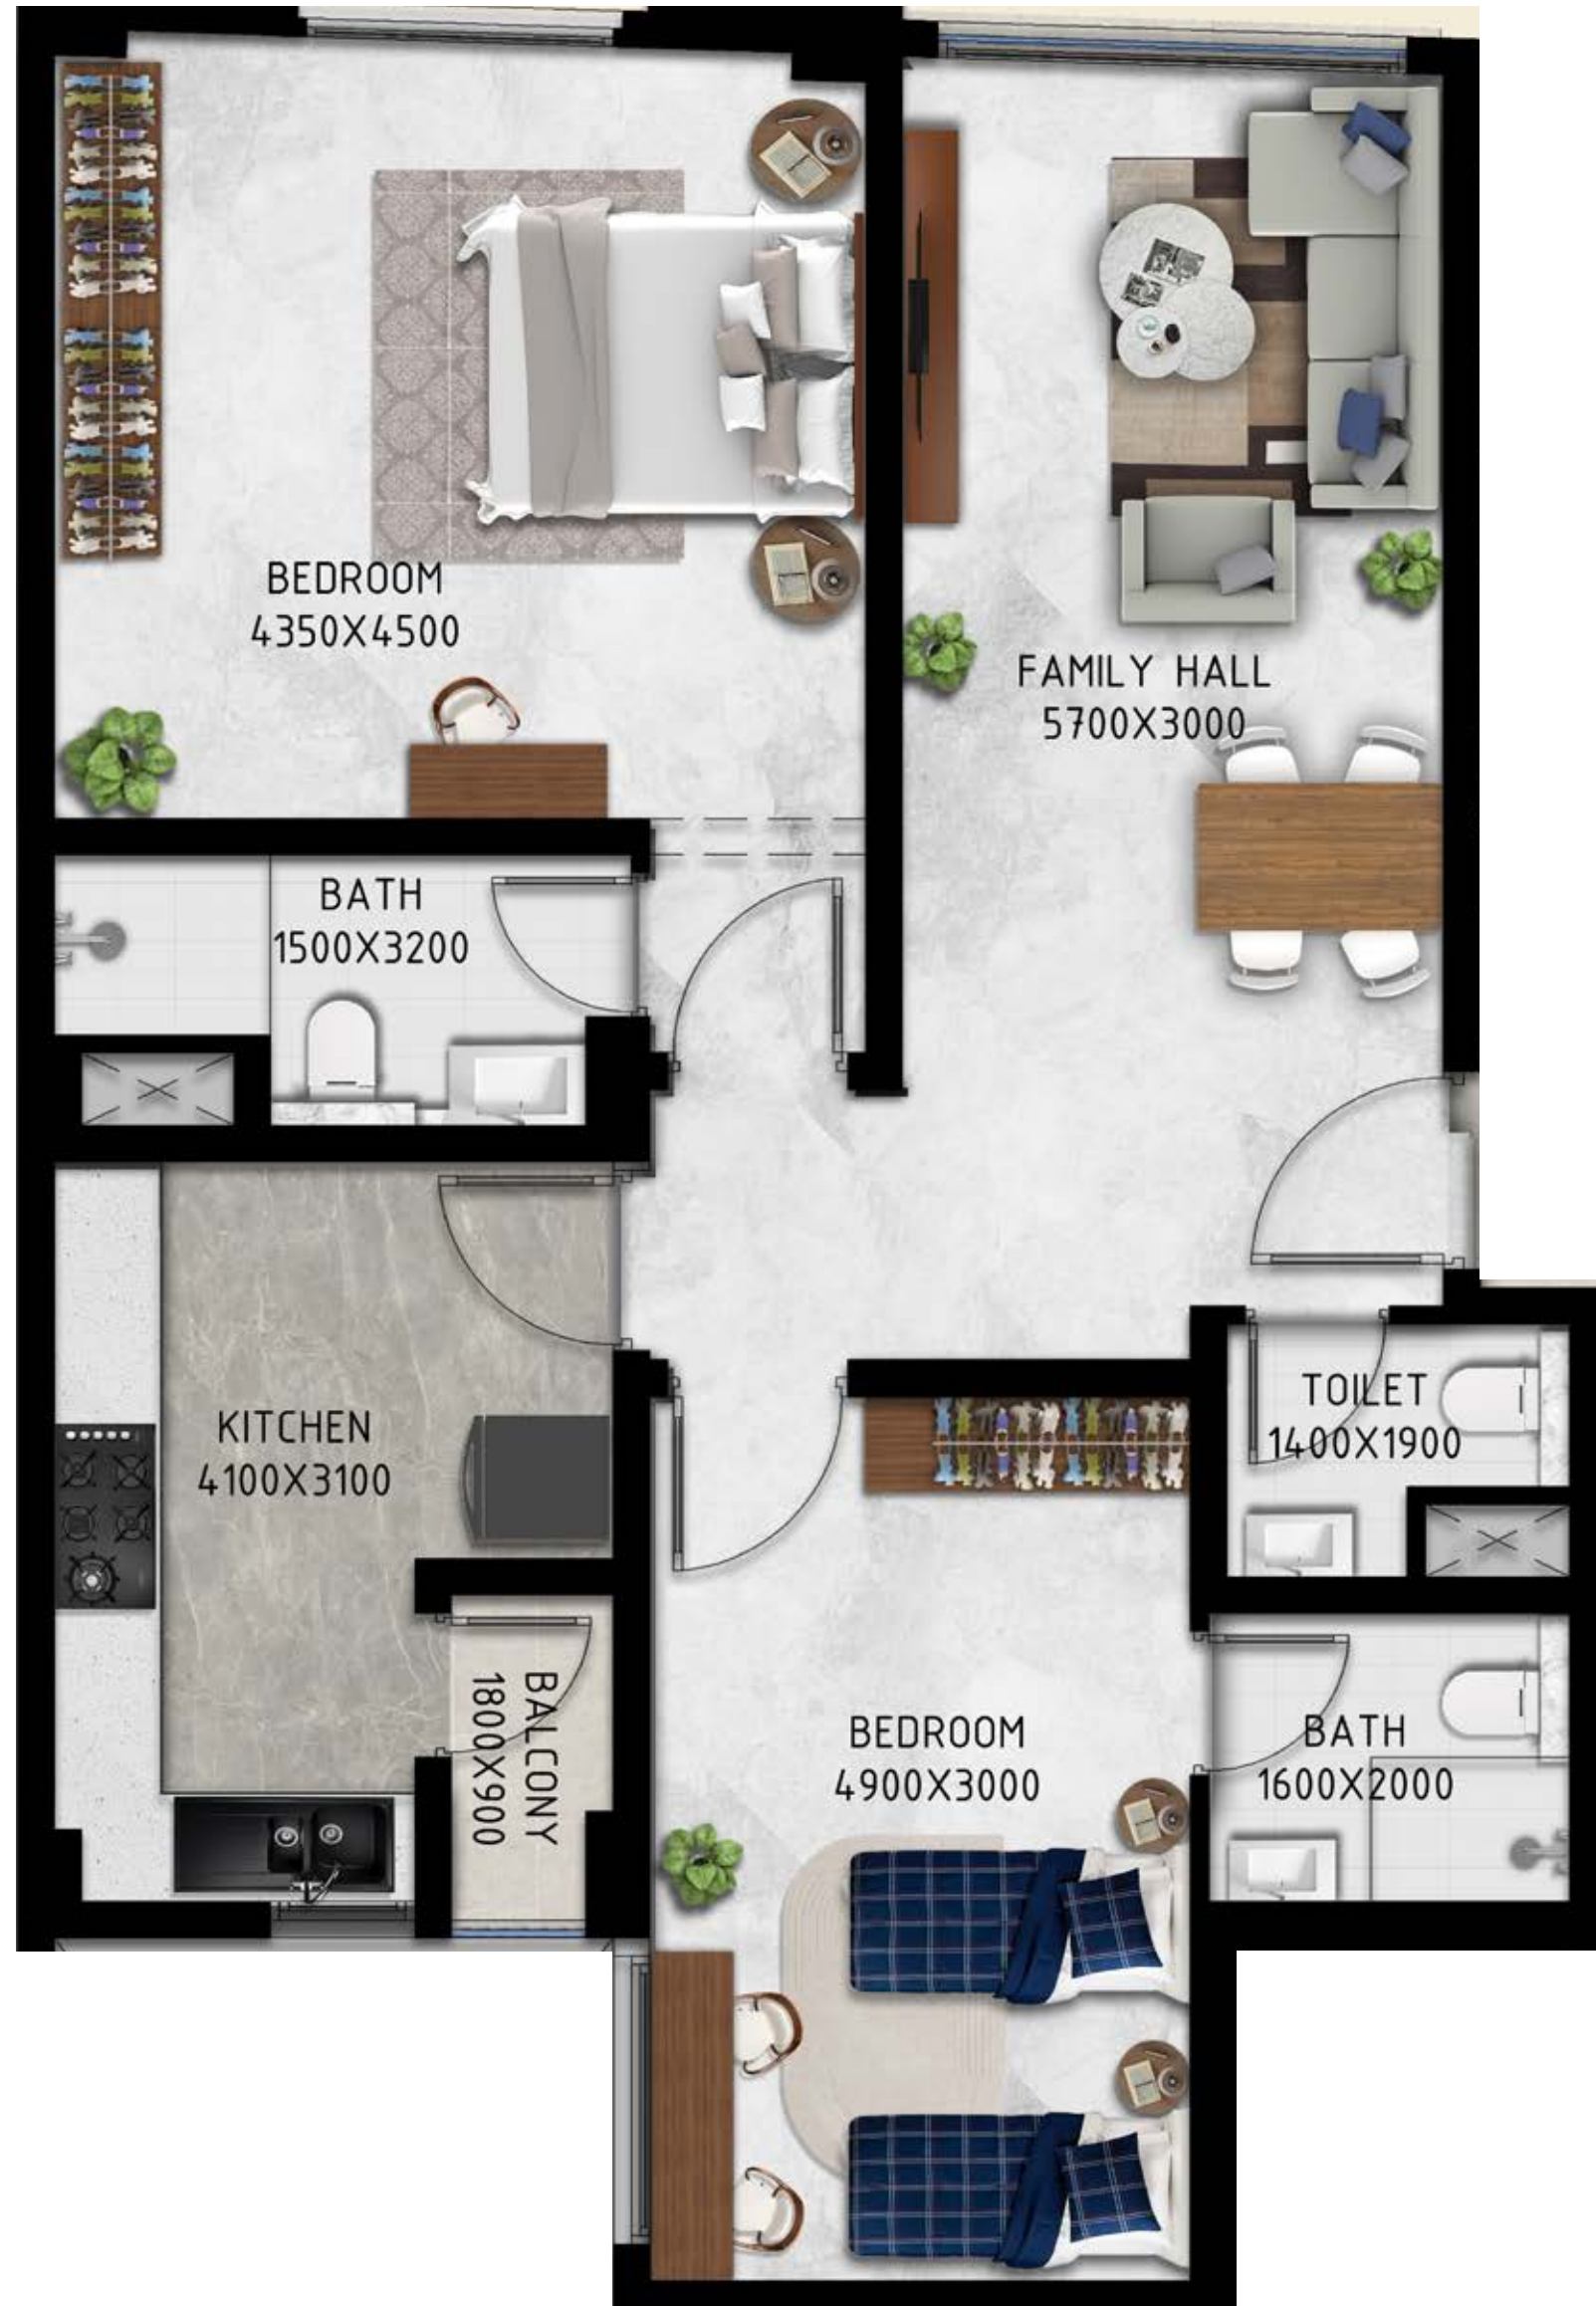 BEDROOM
4350X4500
FAMILY HALL
5700X3000
BATH
1500X3200
KITCHEN
4100X3100
TOILET
1400X1900
BALCONY
1800X900
BEDROOM
4900X3000
BATH
1600X2000